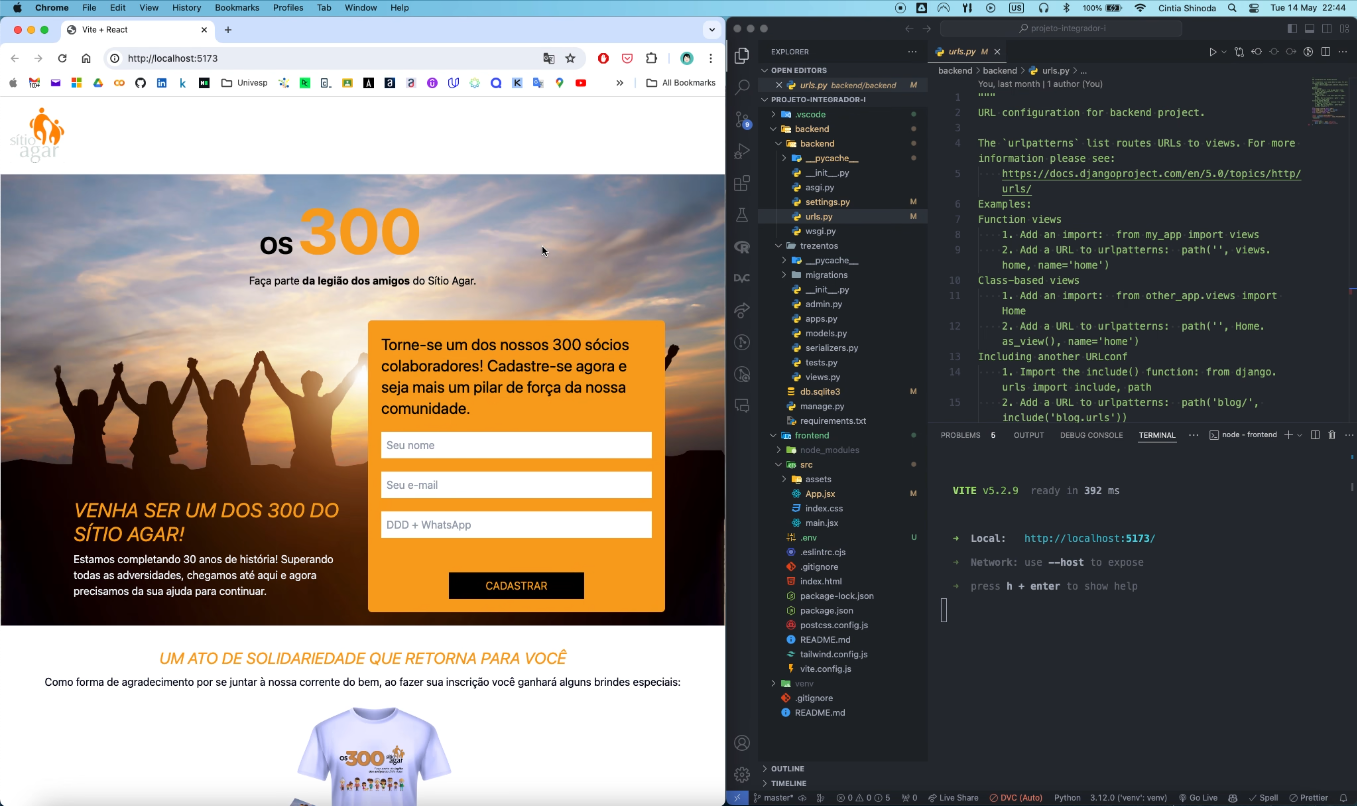 Chrome File Edit View History Bookmarks Profiles Tab Window Help
US 100% Cintia Shinoda Tue 14 May 22:44
Vite + React
http://localhost:5173
Univesp
All Bookmarks
sítio
agar
os 300
Faça parte da legião dos amigos do Sítio Agar.
Torne-se um dos nossos 300 sócios
colaboradores! Cadastre-se agora e
seja mais um pilar de força da nossa
comunidade.
Seu nome
Seu e-mail
DDD + WhatsApp
CADASTRAR
VENHA SER UM DOS 300 DO
SÍTIO AGAR!
Estamos completando 30 anos de história! Superando
todas as adversidades, chegamos até aqui e agora
precisamos da sua ajuda para continuar.
UM ATO DE SOLIDARIEDADE QUE RETORNA PARA VOCÊ
Como forma de agradecimento por se juntar à nossa corrente do bem, ao fazer sua inscrição você ganhará alguns brindes especiais:
os 300 sítio agar
projeto-integrador-i
EXPLORER
OPEN EDITORS
urls.py backend/backend M
PROJETO-INTEGRADOR-I
.vscode
backend
backend
__pycache__
__init__.py
asgi.py
settings.py M
urls.py M
wsgi.py
trezentos
__pycache__
migrations
__init__.py
admin.py
apps.py
models.py
serializers.py
tests.py
views.py
db.sqlite3 M
manage.py
requirements.txt
frontend
node_modules
src
assets
App.jsx M
index.css
main.jsx
.env U
.eslintrc.cjs
.gitignore
index.html
package-lock.json
package.json
postcss.config.js
README.md
tailwind.config.js
vite.config.js
venv
.gitignore
README.md
OUTLINE
TIMELINE
urls.py M
backend > backend > urls.py > ...
You, last month | 1 author (You)
1 """
2 URL configuration for backend project.
3
4 The `urlpatterns` list routes URLs to views. For more
information please see:
5 https://docs.djangoproject.com/en/5.0/topics/http/
urls/
6 Examples:
7 Function views
8 1. Add an import: from my_app import views
9 2. Add a URL to urlpatterns: path('', views.
home, name='home')
10 Class-based views
11 1. Add an import: from other_app.views import
Home
12 2. Add a URL to urlpatterns: path('', Home.
as_view(), name='home')
13 Including another URLconf
14 1. Import the include() function: from django.
urls import include, path
15 2. Add a URL to urlpatterns: path('blog/',
include('blog.urls'))
PROBLEMS 5 OUTPUT DEBUG CONSOLE TERMINAL ... node - frontend
VITE v5.2.9 ready in 392 ms
➜ Local: http://localhost:5173/
➜ Network: use --host to expose
➜ press h + enter to show help
master* 0 0 5 0 Live Share DVC (Auto) Python 3.12.0 ('venv': venv) Go Live Spell Prettier